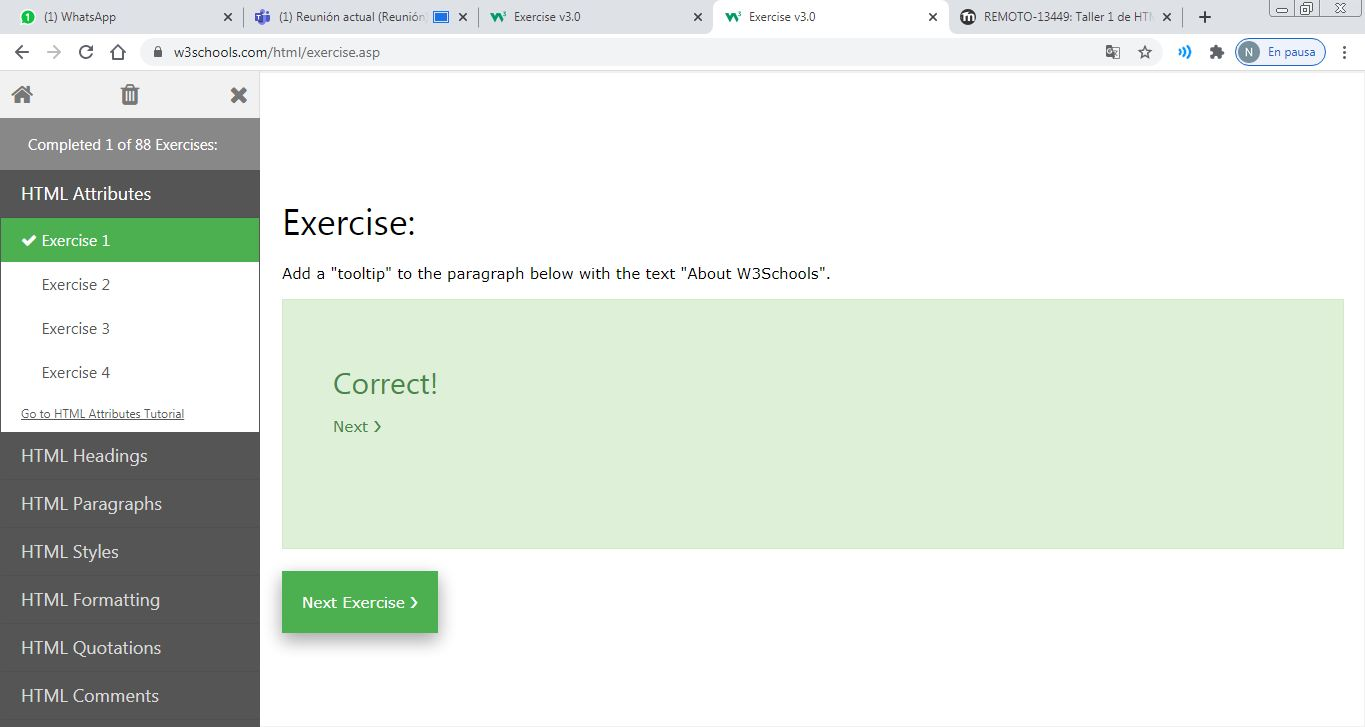 (1) WhatsApp
(1) Reunión actual (Reunión
Exercise v3.0
Exercise v3.0
REMOTO-13449: Taller 1 de HTM
w3schools.com/html/exercise.asp
N En pausa
Completed 1 of 88 Exercises:
HTML Attributes
Exercise 1
Exercise 2
Exercise 3
Exercise 4
Go to HTML Attributes Tutorial
HTML Headings
HTML Paragraphs
HTML Styles
HTML Formatting
HTML Quotations
HTML Comments
Exercise:
Add a "tooltip" to the paragraph below with the text "About W3Schools".
Correct!
Next ❯
Next Exercise ❯